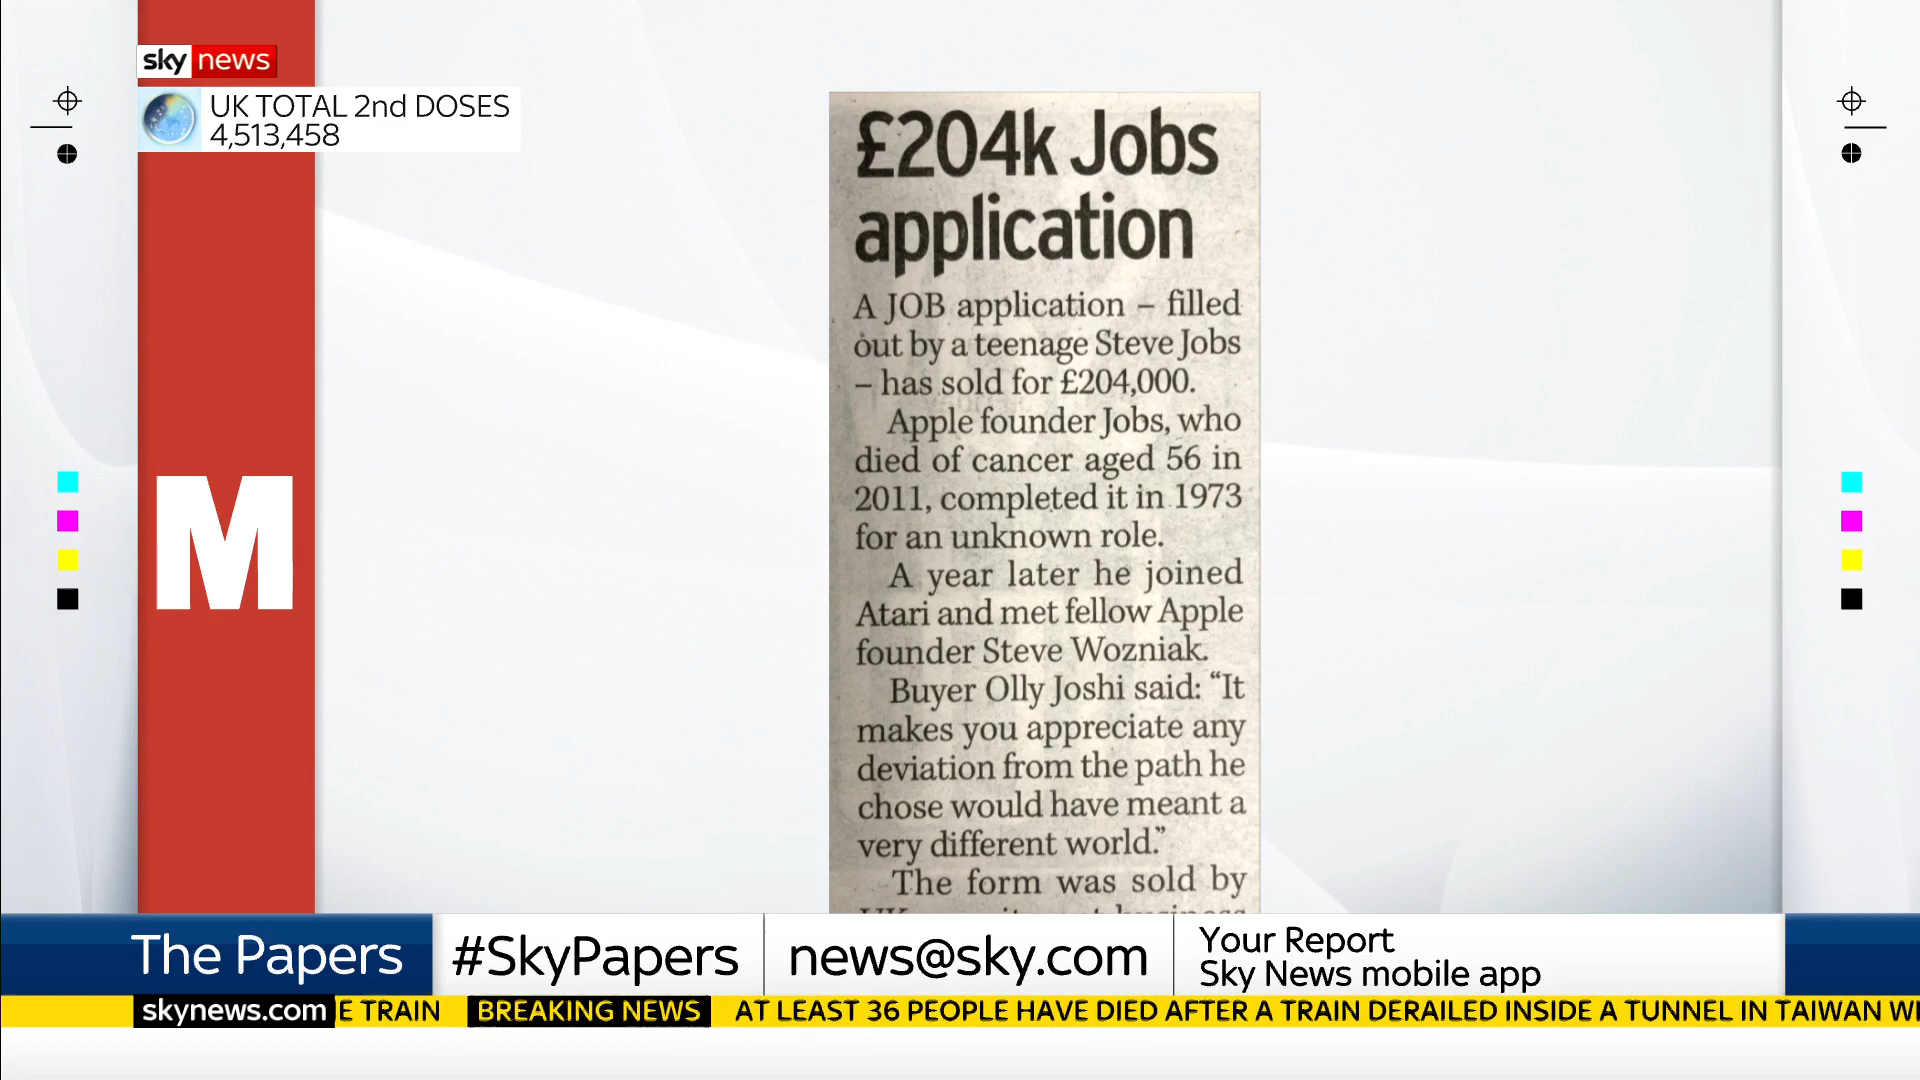 sky news
UK TOTAL 2nd DOSES
4,513,458
M
£204k Jobs
application
A JOB application – filled
out by a teenage Steve Jobs
– has sold for £204,000.
Apple founder Jobs, who
died of cancer aged 56 in
2011, completed it in 1973
for an unknown role.
A year later he joined
Atari and met fellow Apple
founder Steve Wozniak.
Buyer Olly Joshi said: “It
makes you appreciate any
deviation from the path he
chose would have meant a
very different world.”
The form was sold by
The Papers
#SkyPapers
news@sky.com
Your Report
Sky News mobile app
skynews.com E TRAIN BREAKING NEWS AT LEAST 36 PEOPLE HAVE DIED AFTER A TRAIN DERAILED INSIDE A TUNNEL IN TAIWAN WI